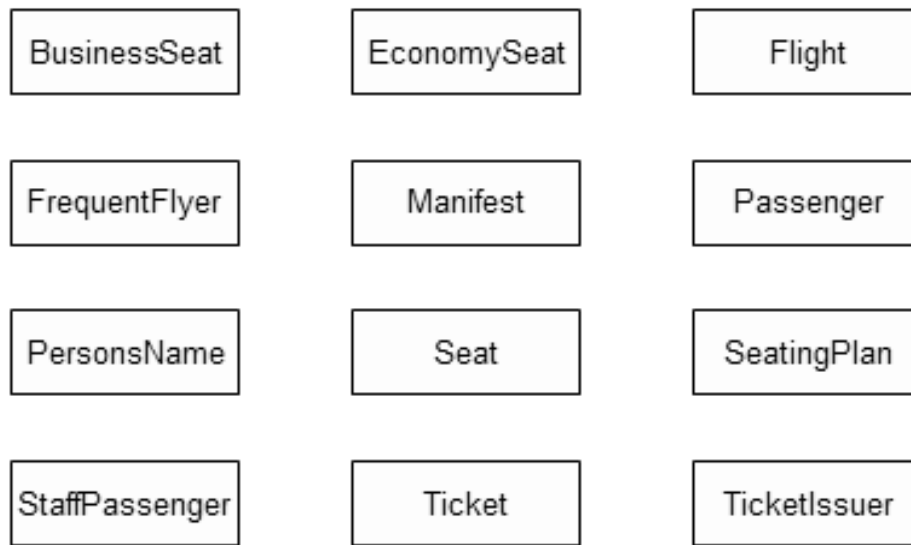 BusinessSeat
EconomySeat
Flight
FrequentFlyer
Manifest
Passenger
PersonsName
Seat
SeatingPlan
StaffPassenger
Ticket
TicketIssuer